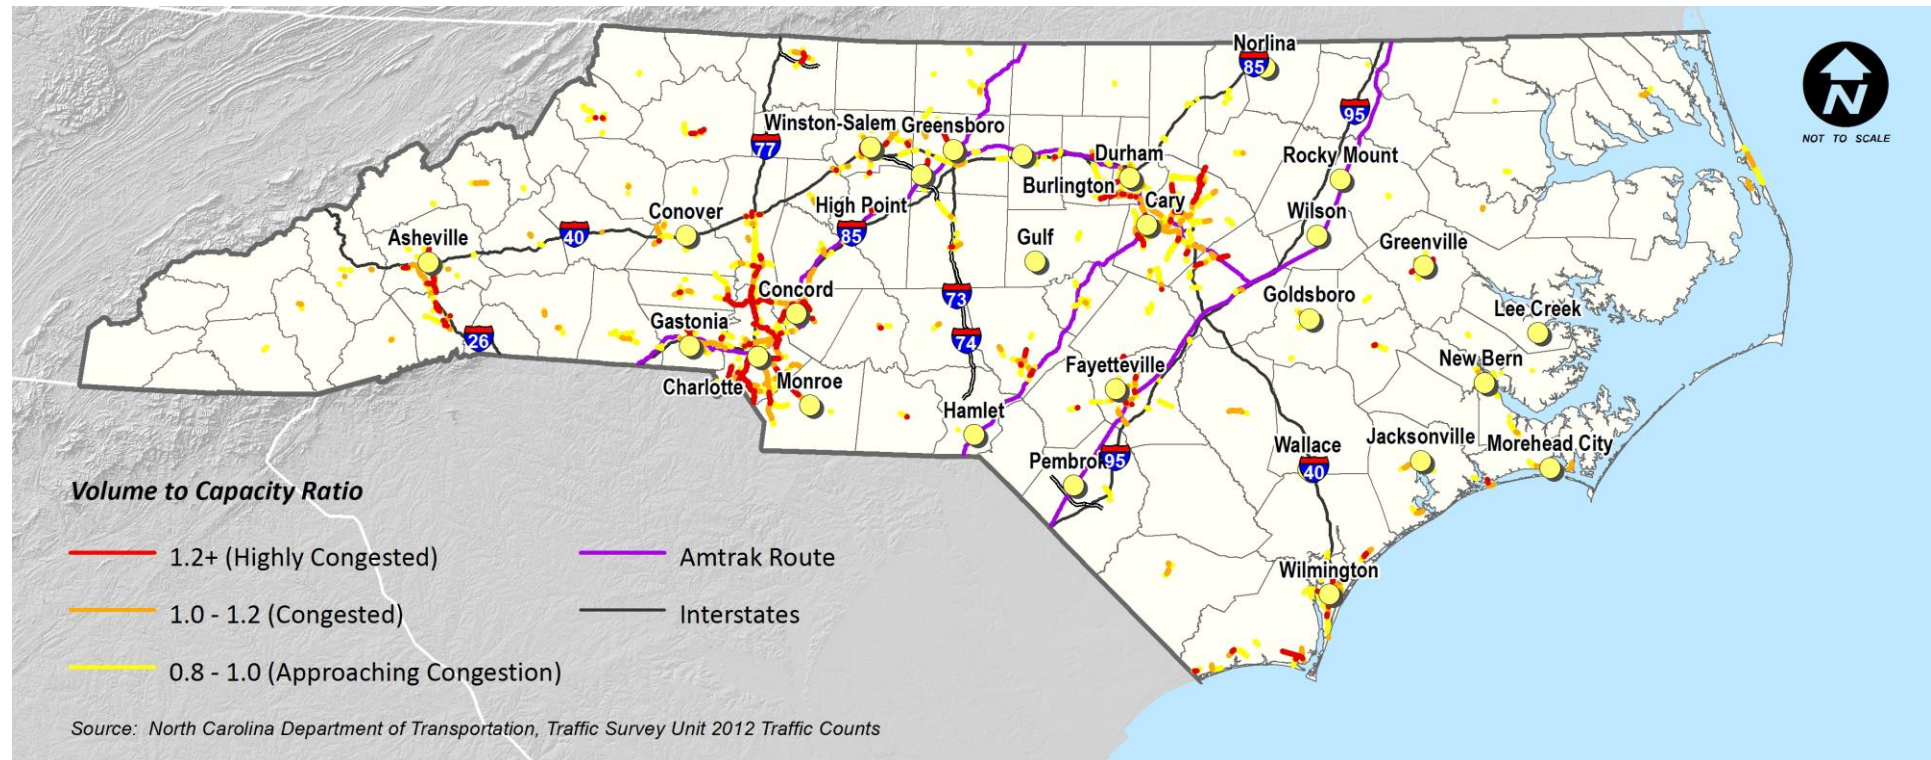 Norlina
85
95
N
NOT TO SCALE
77
Winston-Salem
Greensboro
Durham
Rocky Mount
Burlington
High Point
Cary
Conover
Wilson
40
85
Gulf
Asheville
Greenville
Concord
73
Goldsboro
Lee Creek
Gastonia
26
74
New Bern
Fayetteville
Charlotte
Monroe
Hamlet
Wallace
Jacksonville
Morehead City
Pembrok
95
40
Wilmington
Volume to Capacity Ratio
1.2+ (Highly Congested)
Amtrak Route
1.0 - 1.2 (Congested)
Interstates
0.8 - 1.0 (Approaching Congestion)
Source: North Carolina Department of Transportation, Traffic Survey Unit 2012 Traffic Counts